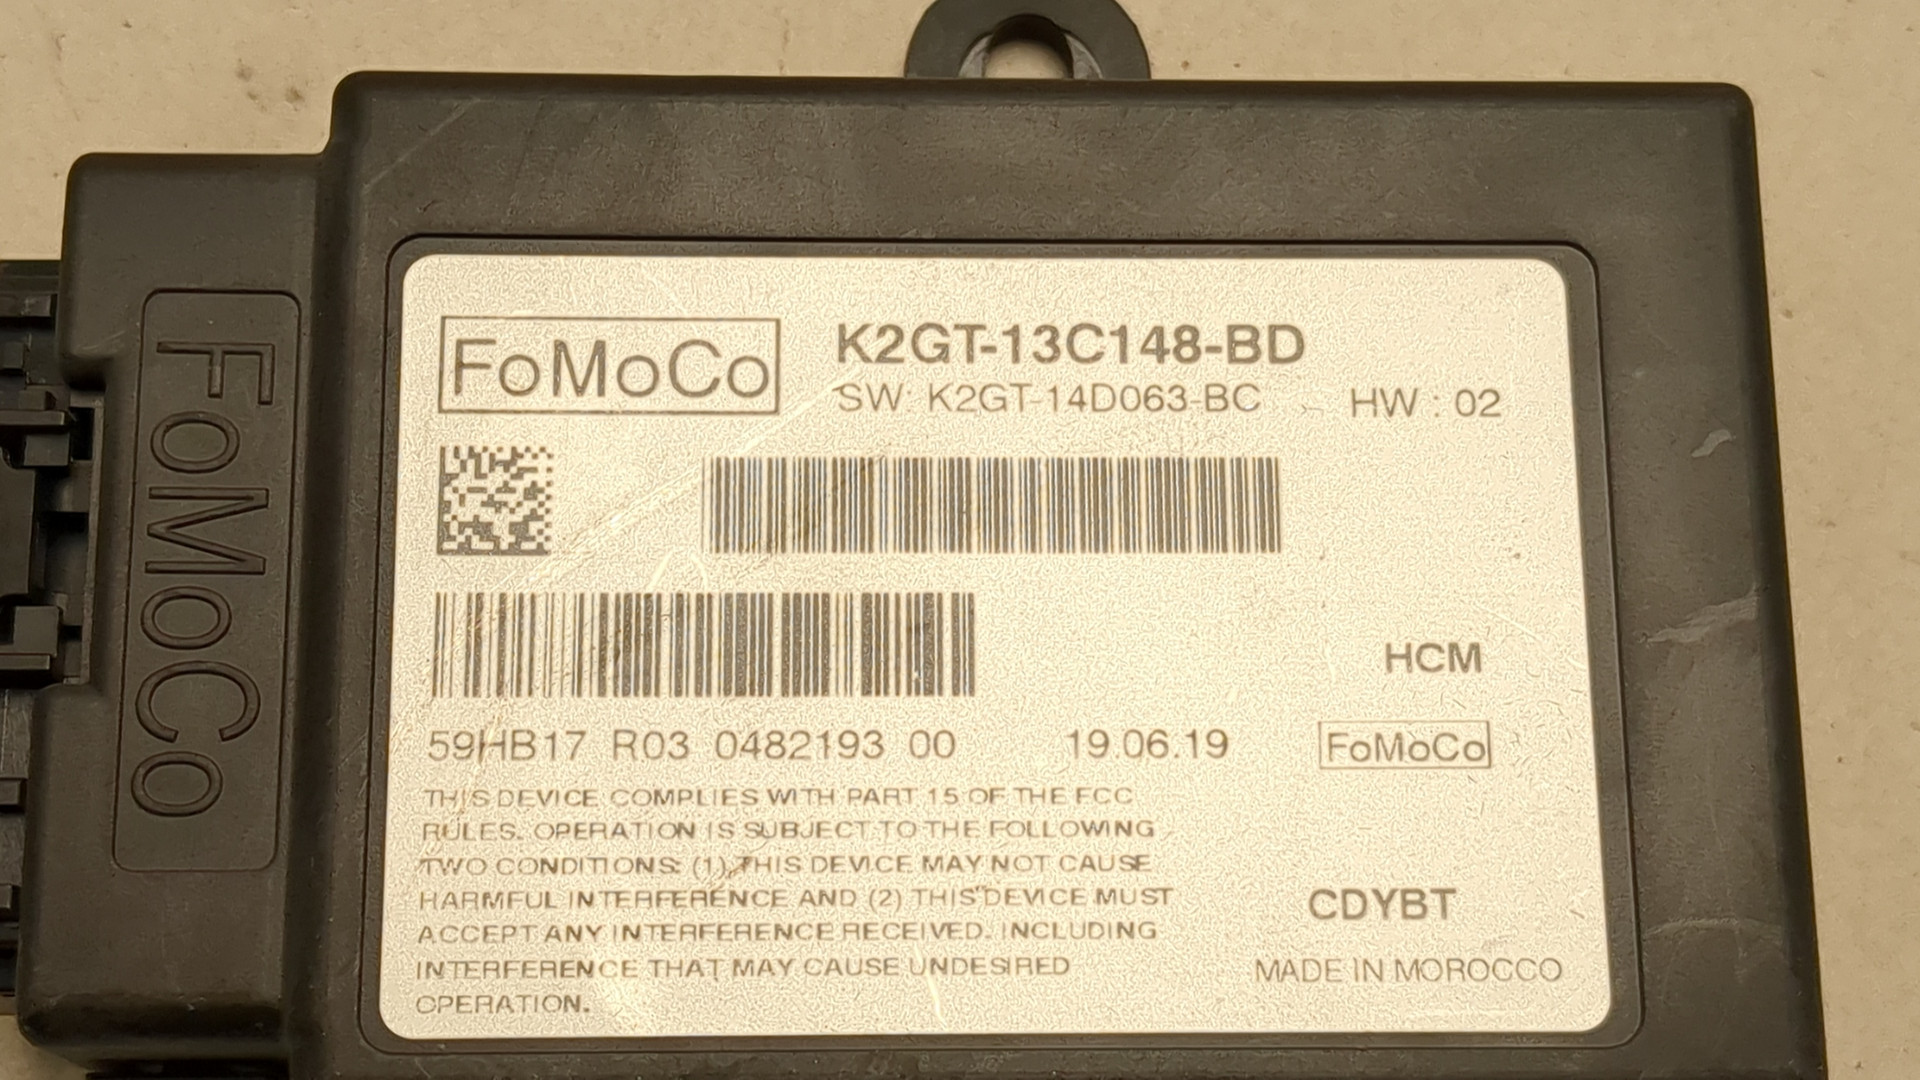 FoMoCo
FoMoCo
K2GT-13C148-BD
SW: K2GT-14D063-BC
HW : 02
HCM
59HB17 R03 0482193 00
19.06.19
FoMoCo
THIS DEVICE COMPLIES WITH PART 15 OF THE FCC
RULES. OPERATION IS SUBJECT TO THE FOLLOWING
TWO CONDITIONS: (1) THIS DEVICE MAY NOT CAUSE
HARMFUL INTERFERENCE AND (2) THIS DEVICE MUST
ACCEPT ANY INTERFERENCE RECEIVED. INCLUDING
INTERFERENCE THAT MAY CAUSE UNDESIRED
OPERATION.
CDYBT
MADE IN MOROCCO